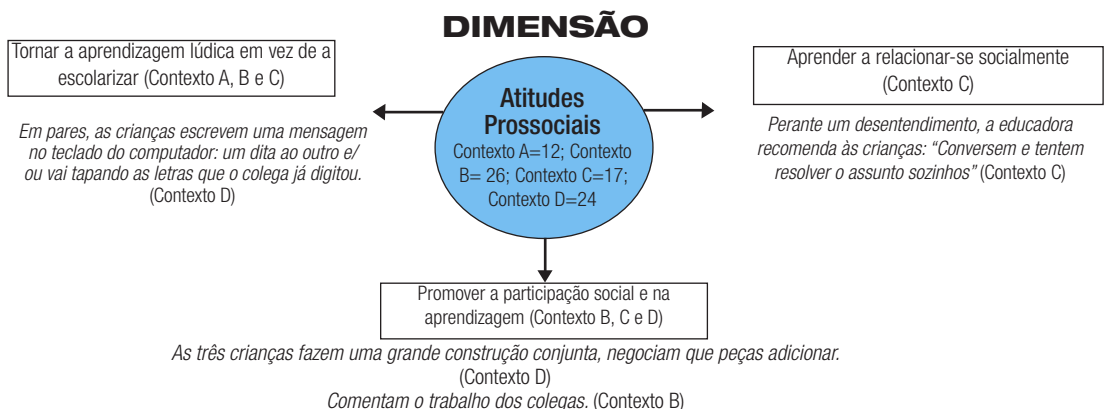 DIMENSÃO
Tornar a aprendizagem lúdica em vez de a
escolarizar (Contexto A, B e C)
Em pares, as crianças escrevem uma mensagem
no teclado do computador: um dita ao outro e/
ou vai tapando as letras que o colega já digitou.
(Contexto D)
Atitudes
Prossociais
Contexto A=12; Contexto
B= 26; Contexto C=17;
Contexto D=24
Aprender a relacionar-se socialmente
(Contexto C)
Perante um desentendimento, a educadora
recomenda às crianças: “Conversem e tentem
resolver o assunto sozinhos” (Contexto C)
Promover a participação social e na
aprendizagem (Contexto B, C e D)
As três crianças fazem uma grande construção conjunta, negociam que peças adicionar.
(Contexto D)
Comentam o trabalho dos colegas. (Contexto B)